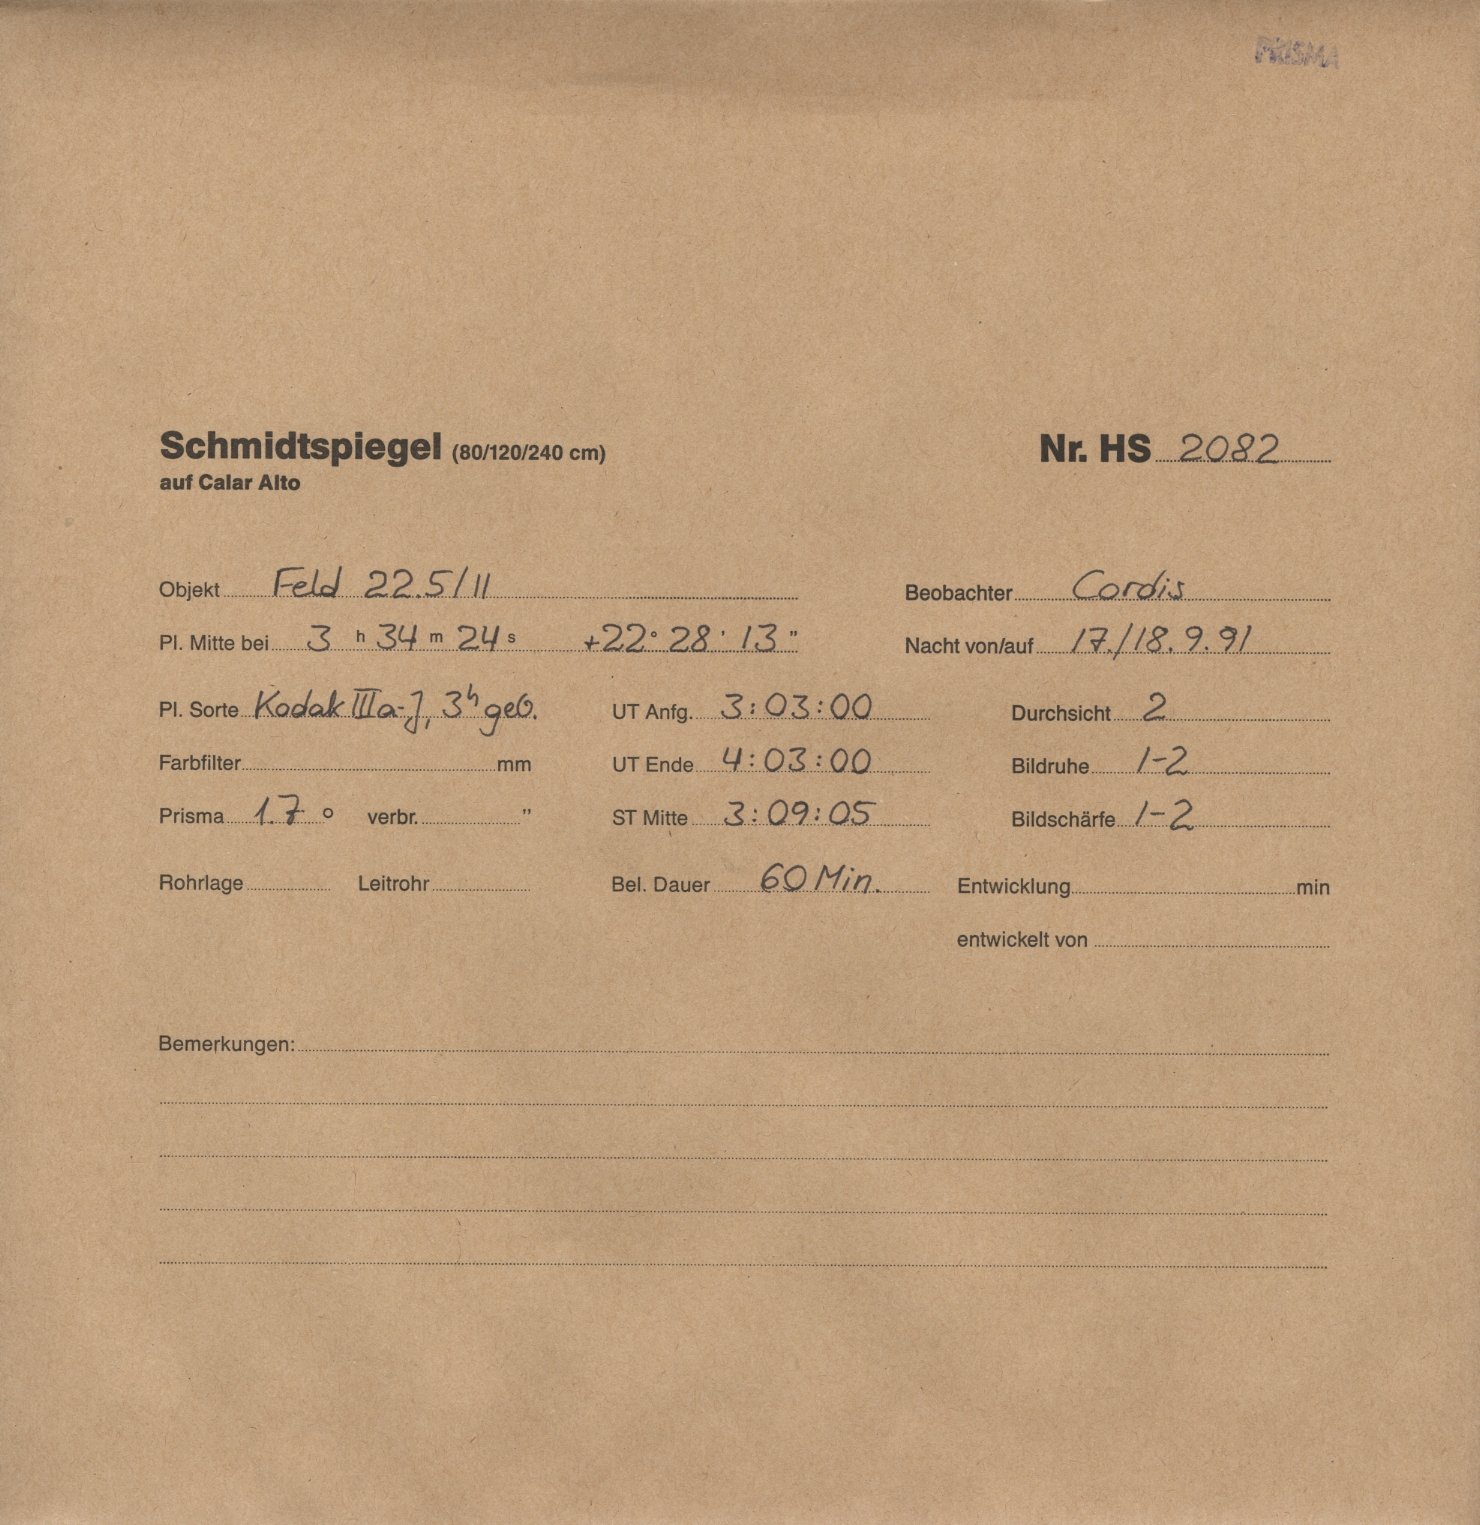 PRISMA
Schmidtspiegel (80/120/240 cm) Nr. HS 2082
auf Calar Alto
Objekt Feld 22.5/II Beobachter Cordis
Pl. Mitte bei 3 h 34 m 24 s +22° 28' 13" Nacht von/auf 17./18.9.91
Pl. Sorte Kodak IIIa-J, 3h geb. UT Anfg. 3:03:00 Durchsicht 2
Farbfilter mm UT Ende 4:03:00 Bildruhe 1-2
Prisma 1.7 ° verbr. " ST Mitte 3:09:05 Bildschärfe 1-2
Rohrlage Leitrohr Bel. Dauer 60 Min. Entwicklung min
entwickelt von
Bemerkungen: